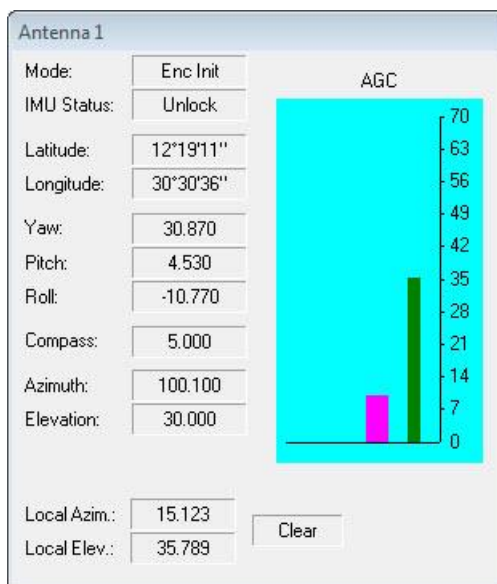 Antenna 1
Mode: Enc Init
IMU Status: Unlock
Latitude: 12°19'11"
Longitude: 30°30'36"
Yaw: 30.870
Pitch: 4.530
Roll: -10.770
Compass: 5.000
Azimuth: 100.100
Elevation: 30.000
Local Azim.: 15.123
Local Elev.: 35.789
Clear
AGC
70
63
56
49
42
35
28
21
14
7
0